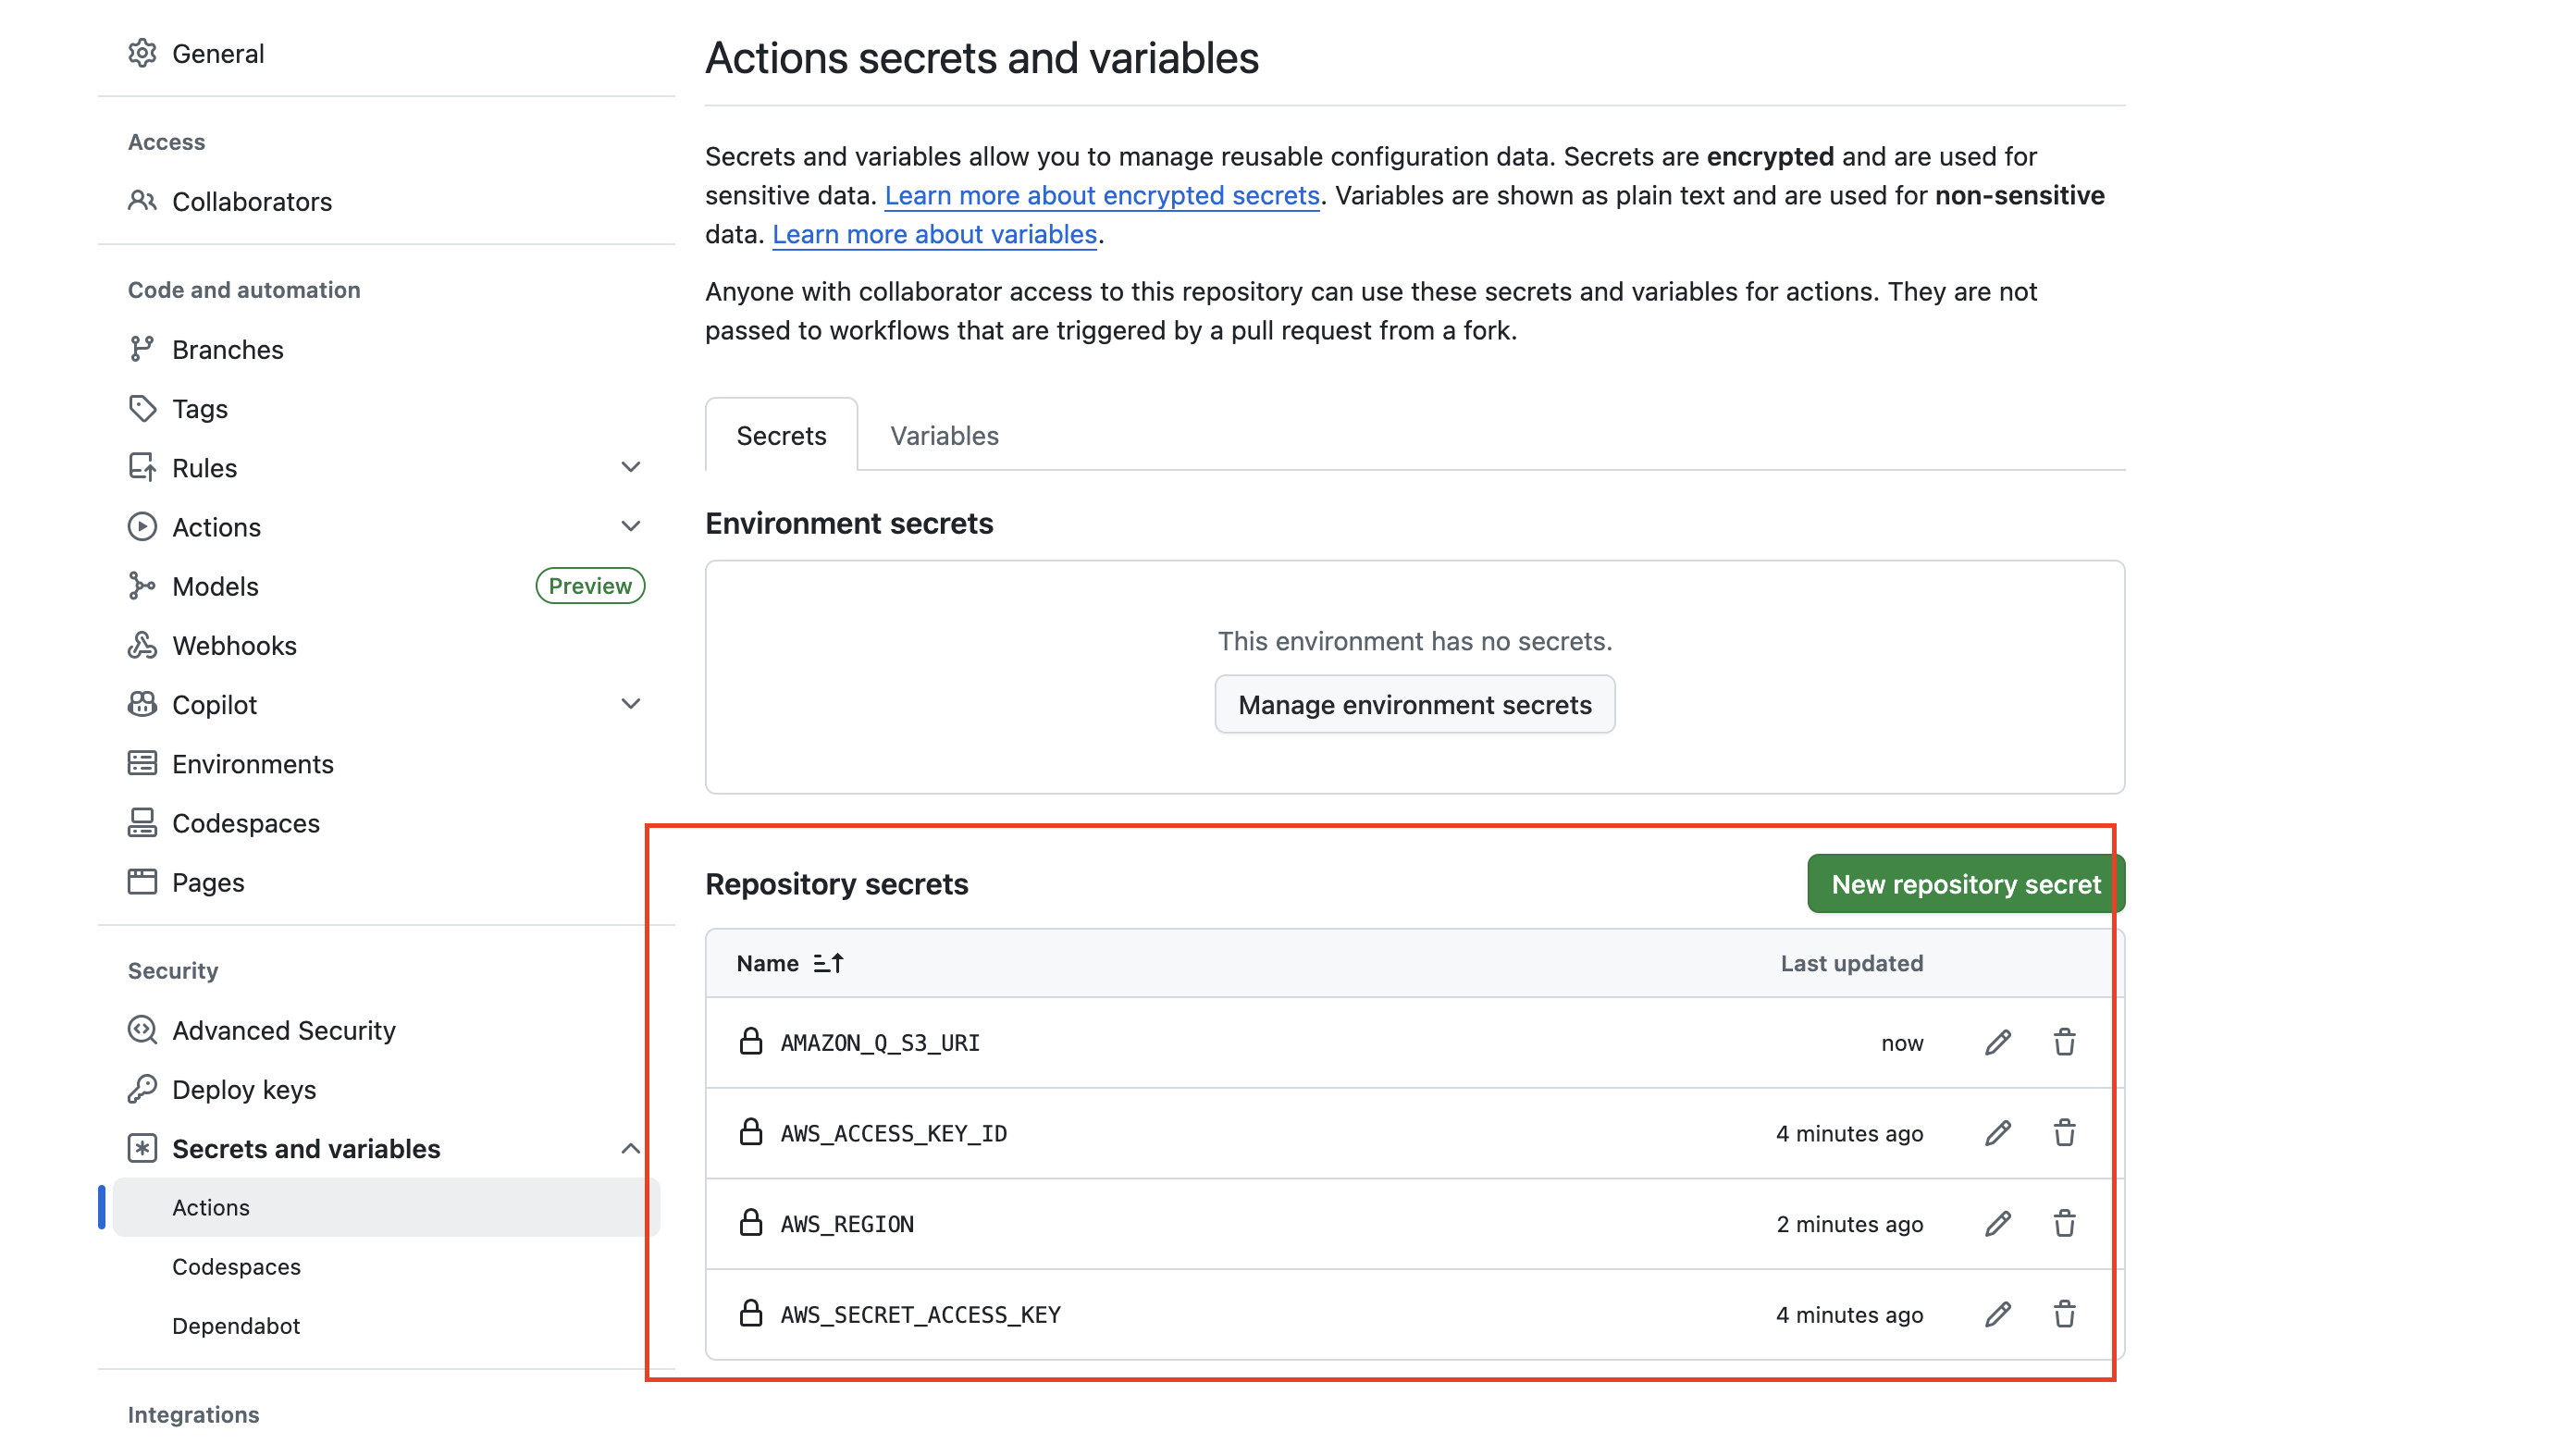 General
Access
Collaborators
Code and automation
Branches
Tags
Rules
Actions
Models
Preview
Webhooks
Copilot
Environments
Codespaces
Pages
Security
Advanced Security
Deploy keys
Secrets and variables
Actions
Codespaces
Dependabot
Integrations
Actions secrets and variables
Secrets and variables allow you to manage reusable configuration data. Secrets are encrypted and are used for
sensitive data. Learn more about encrypted secrets. Variables are shown as plain text and are used for non-sensitive
data. Learn more about variables.
Anyone with collaborator access to this repository can use these secrets and variables for actions. They are not
passed to workflows that are triggered by a pull request from a fork.
Secrets
Variables
Environment secrets
This environment has no secrets.
Manage environment secrets
Repository secrets
New repository secret
Name
Last updated
AMAZON_Q_S3_URI
now
AWS_ACCESS_KEY_ID
4 minutes ago
AWS_REGION
2 minutes ago
AWS_SECRET_ACCESS_KEY
4 minutes ago